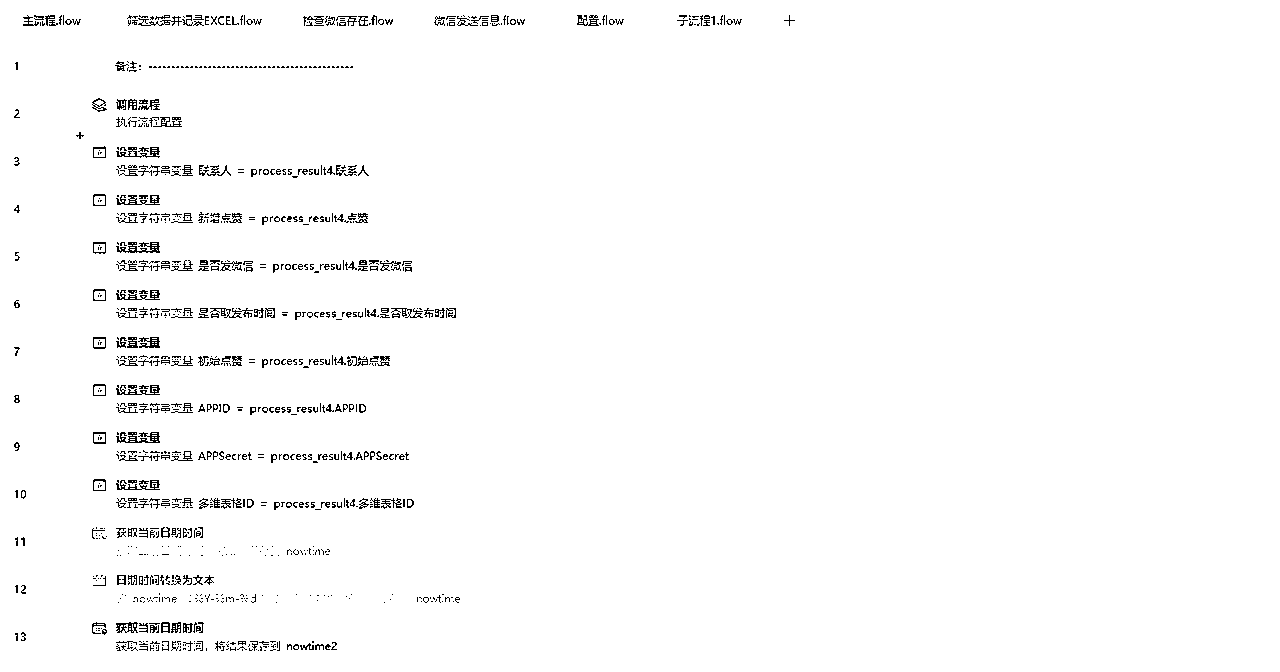 主流程.flow 筛选数据并记录EXCEL.flow 检查微信存在.flow 微信发送信息.flow 配置.flow 子流程1.flow +
1 备注: ---------------------------------------------
2 调用流程
执行流程配置
3 设置变量
设置字符串变量 联系人 = process_result4.联系人
4 设置变量
设置字符串变量 新增点赞 = process_result4.点赞
5 设置变量
设置字符串变量 是否发微信 = process_result4.是否发微信
6 设置变量
设置字符串变量 是否取发布时间 = process_result4.是否取发布时间
7 设置变量
设置字符串变量 初始点赞 = process_result4.初始点赞
8 设置变量
设置字符串变量 APPID = process_result4.APPID
9 设置变量
设置字符串变量 APPSecret = process_result4.APPSecret
10 设置变量
设置字符串变量 多维表格ID = process_result4.多维表格ID
11 获取当前日期时间
nowtime
12 日期时间转换为文本
nowtime %Y-%m-%d nowtime
13 获取当前日期时间
获取当前日期时间，将结果保存到 nowtime2